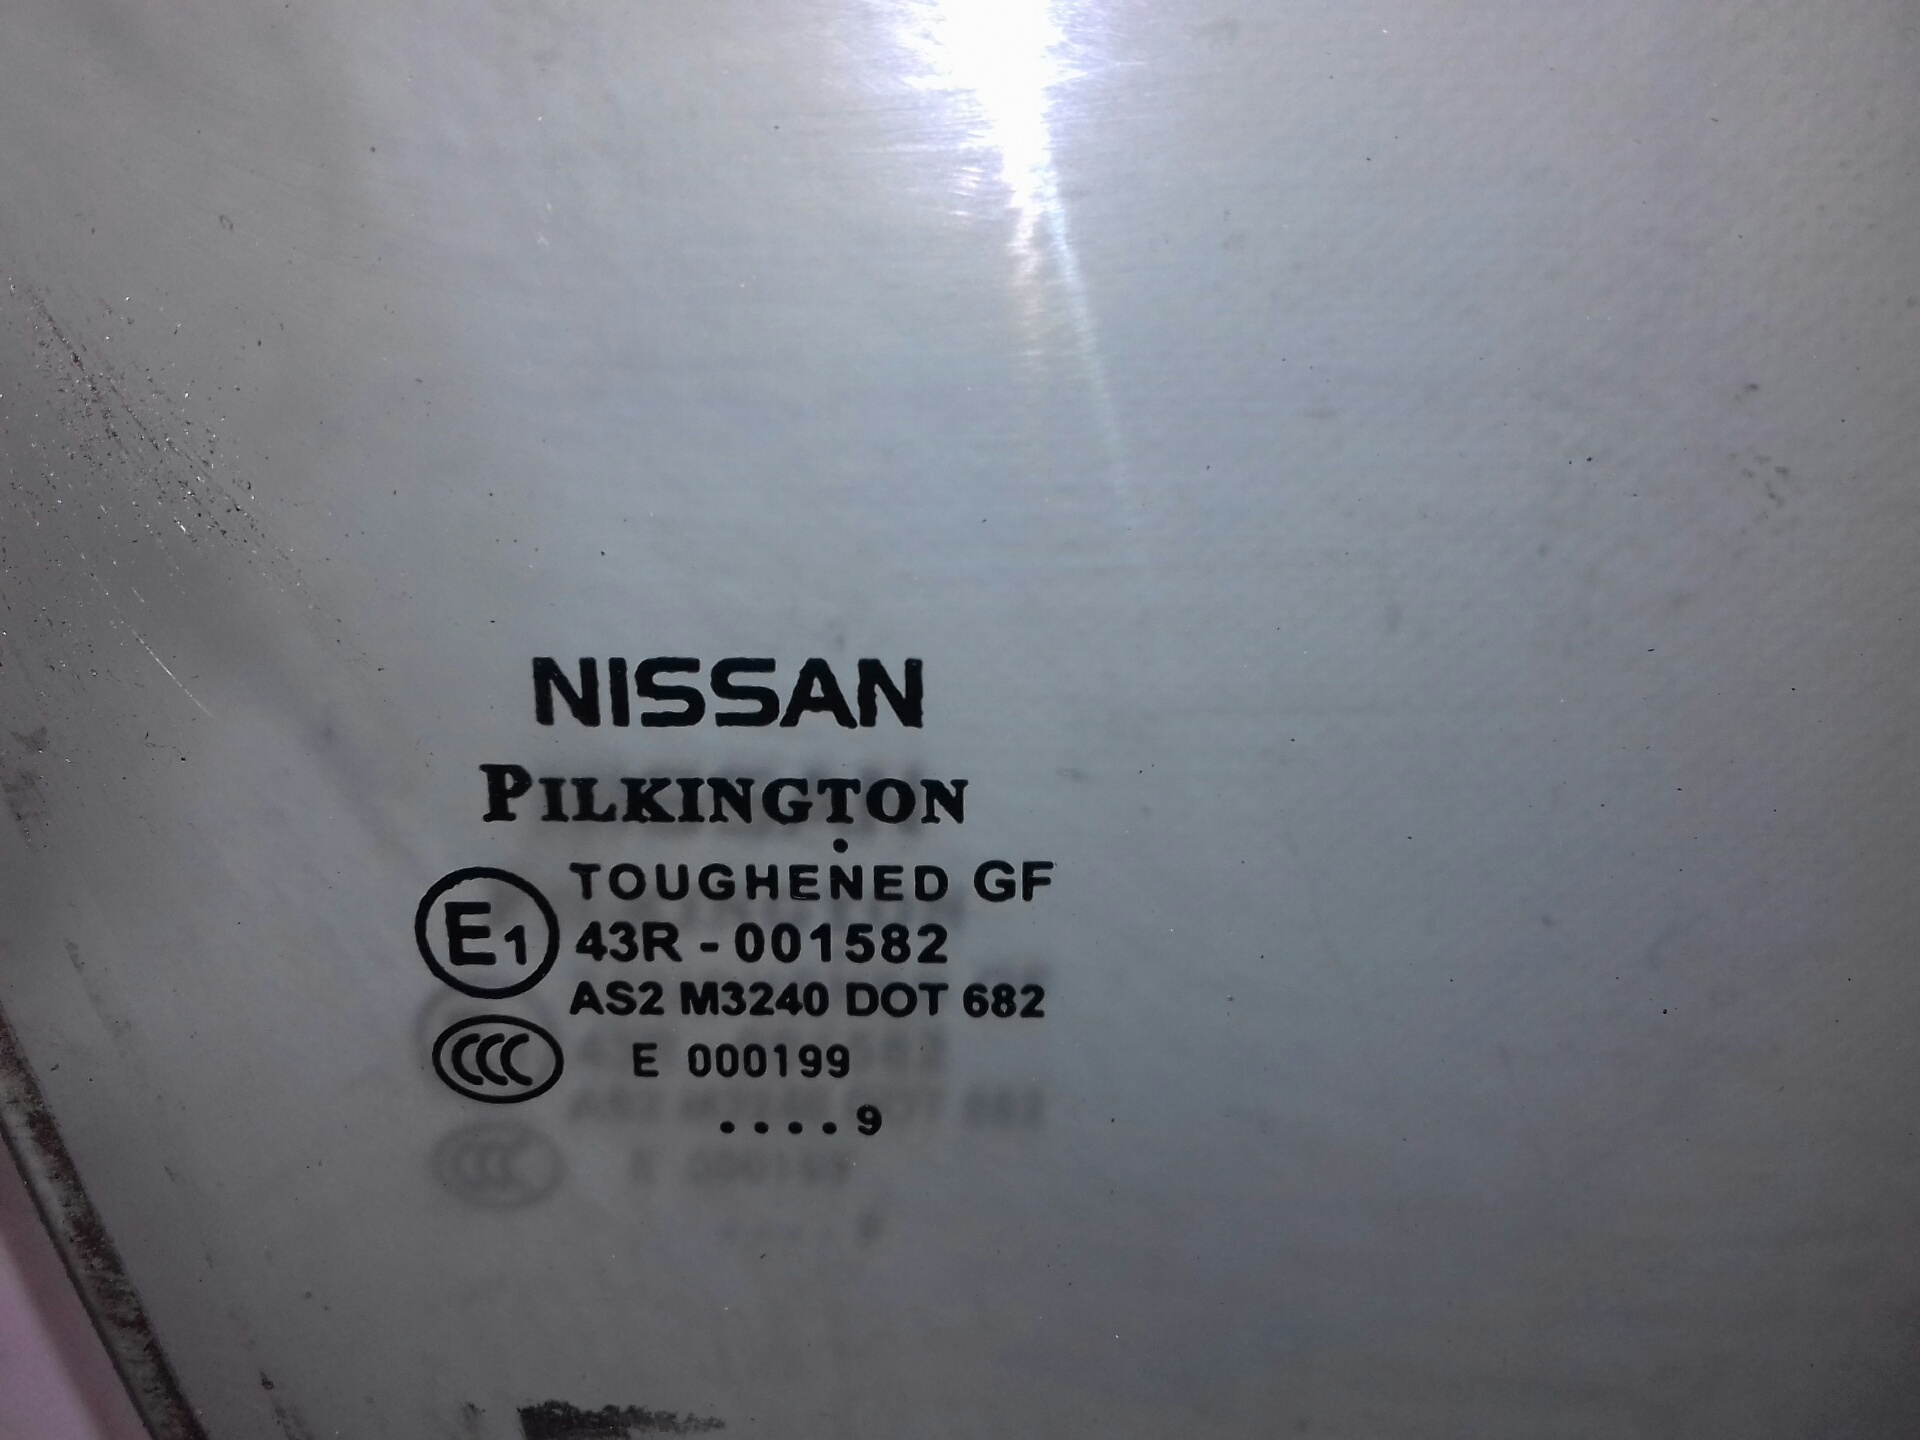 NISSAN
PILKINGTON
TOUGHENED GF
E1 43R - 001582
AS2 M3240 DOT 682
CCC E 000199
. . . . 9